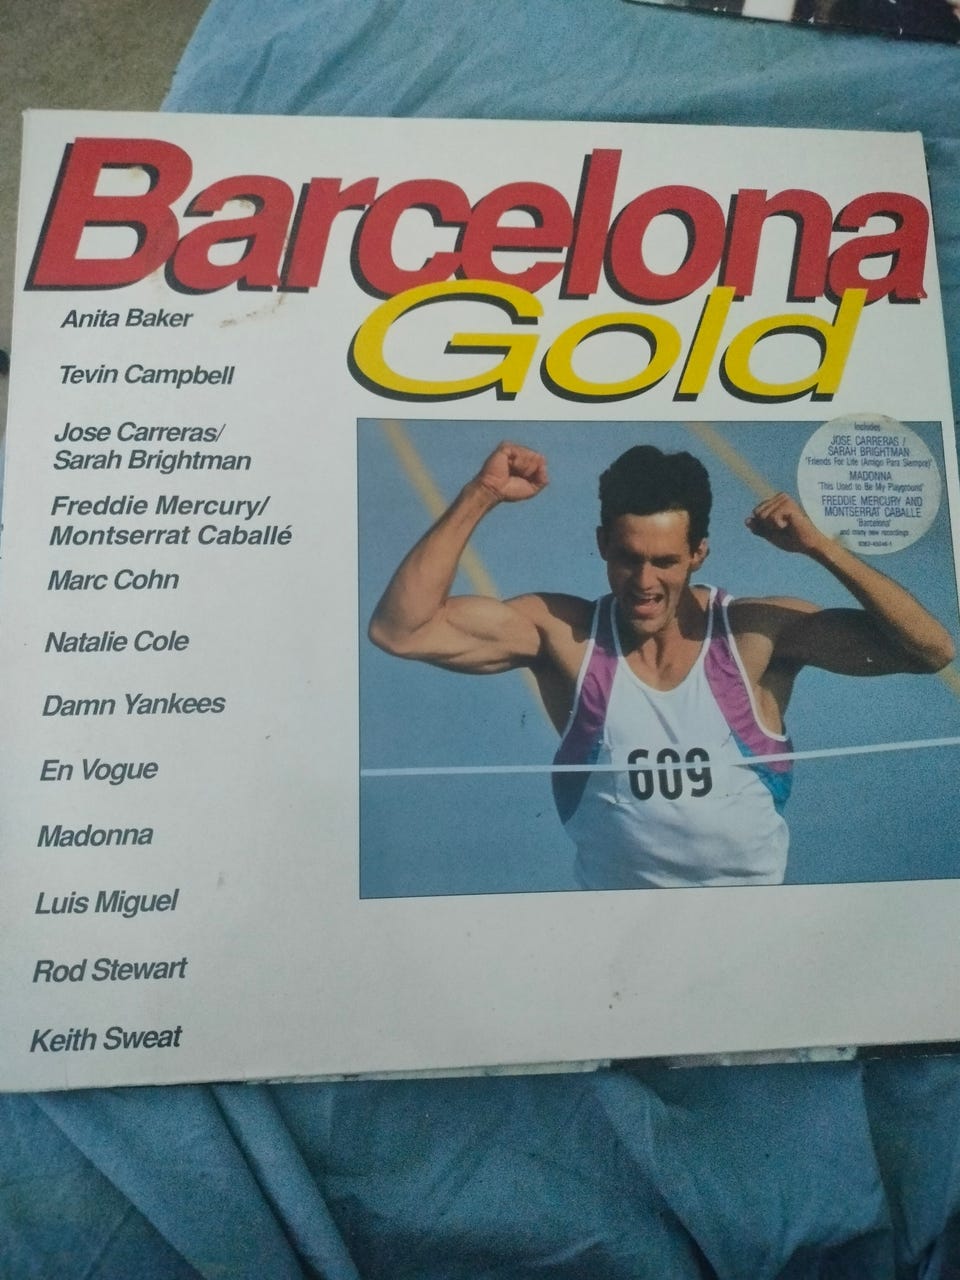 Barcelona
Gold
Anita Baker
Tevin Campbell
Jose Carreras/
Sarah Brightman
Freddie Mercury/
Montserrat Caballé
Marc Cohn
Natalie Cole
Damn Yankees
En Vogue
Madonna
Luis Miguel
Rod Stewart
Keith Sweat
Includes
JOSE CARRERAS /
SARAH BRIGHTMAN
"Friends For Life (Amigo Para Siempre)"
MADONNA
"This Used to Be My Playground"
FREDDIE MERCURY AND
MONTSERRAT CABALLE
"Barcelona"
and many new recordings
609